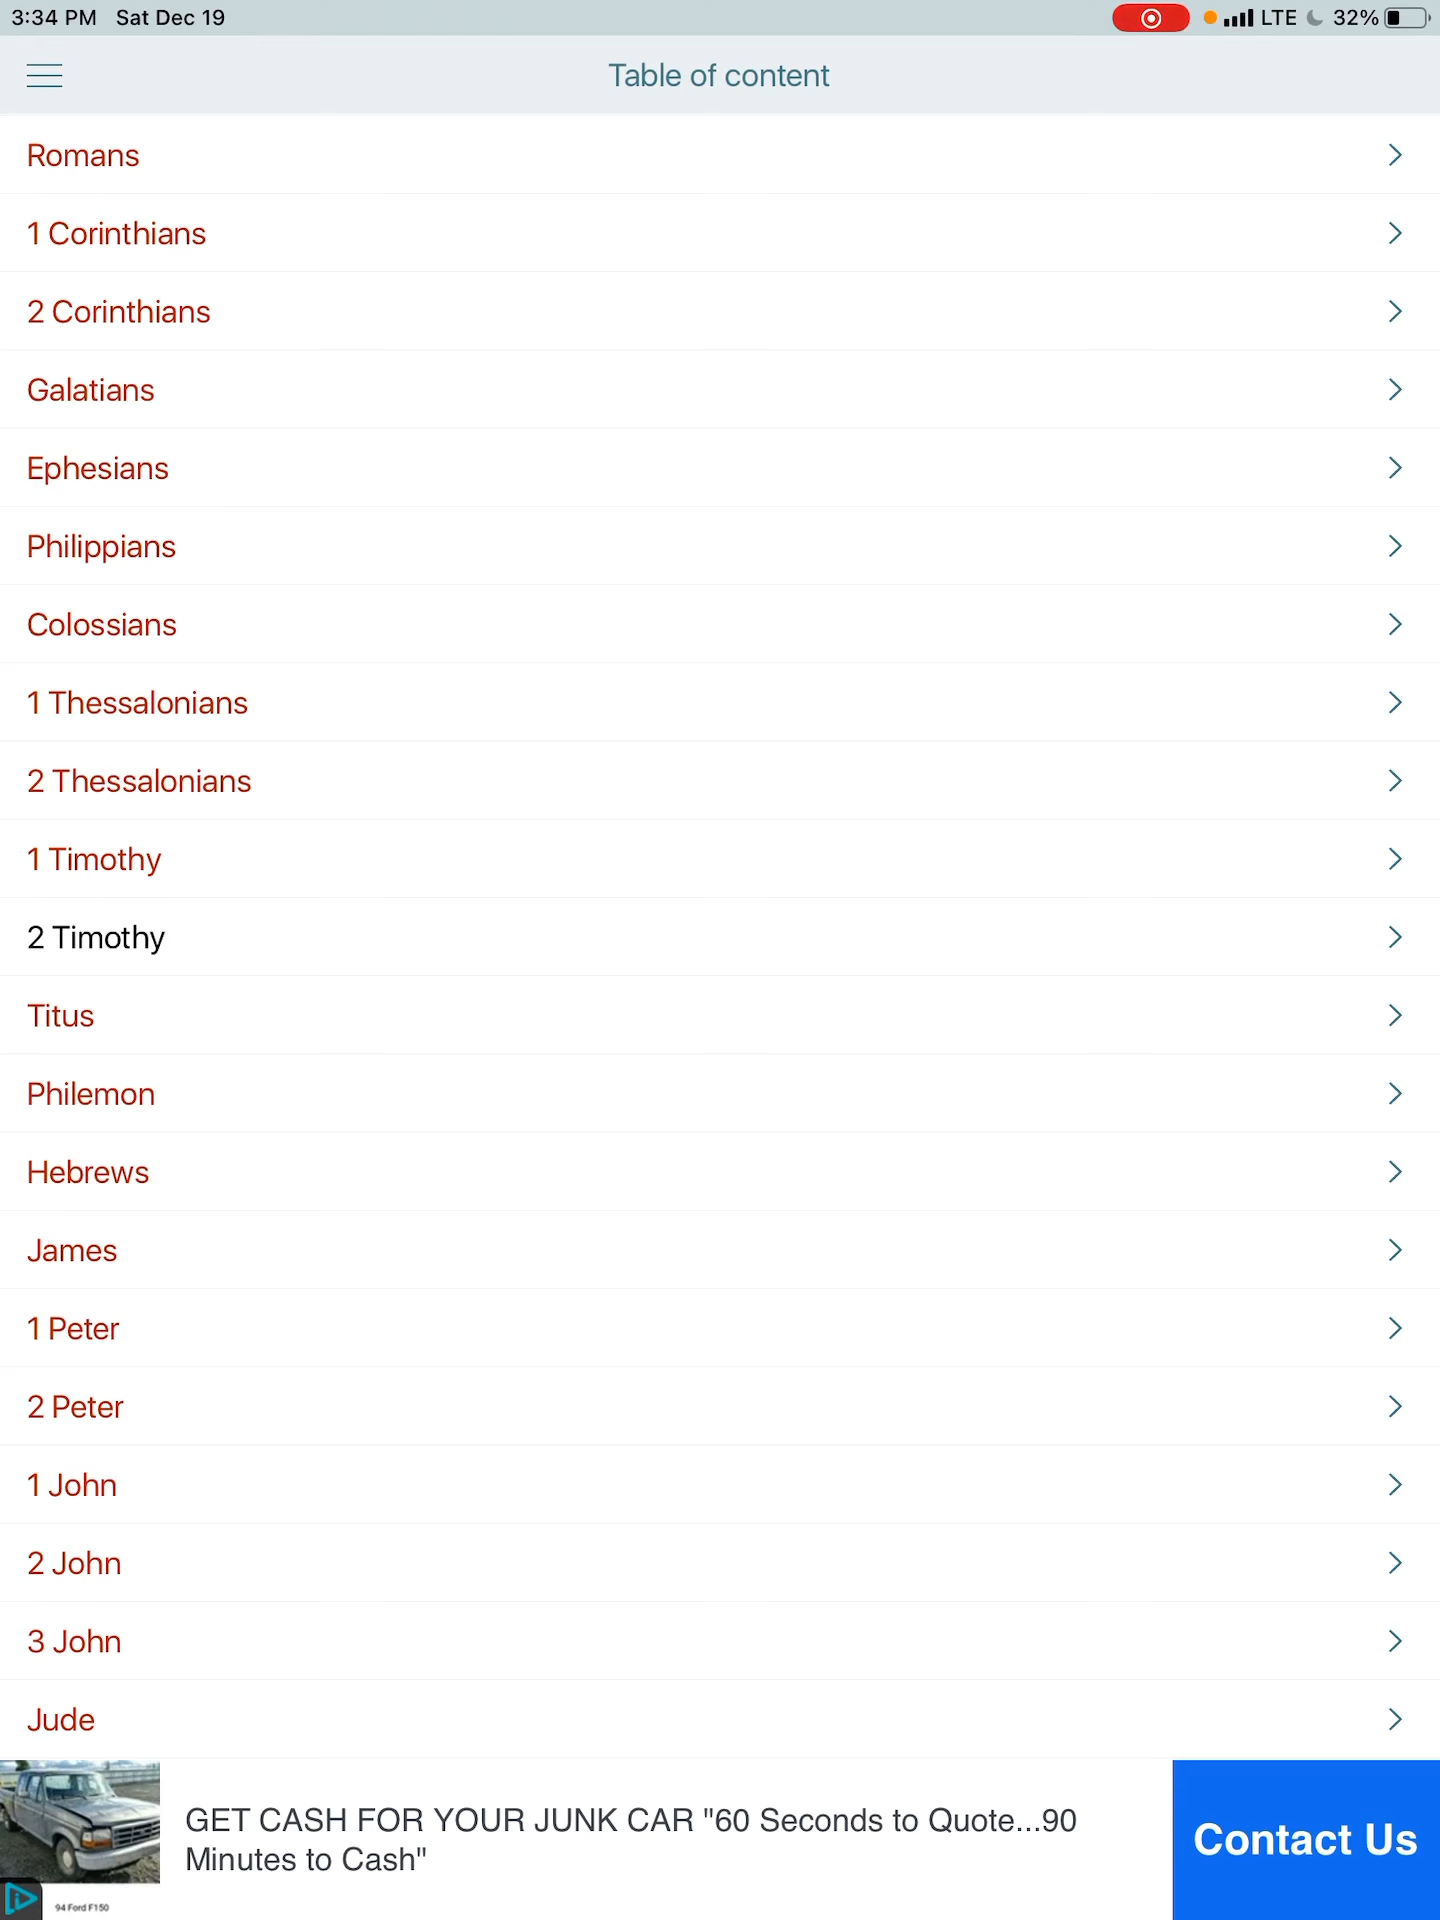 3:34 PM Sat Dec 19 LTE 32%
Table of content
Romans
1 Corinthians
2 Corinthians
Galatians
Ephesians
Philippians
Colossians
1 Thessalonians
2 Thessalonians
1 Timothy
2 Timothy
Titus
Philemon
Hebrews
James
1 Peter
2 Peter
1 John
2 John
3 John
Jude
GET CASH FOR YOUR JUNK CAR "60 Seconds to Quote...90
Minutes to Cash"
Contact Us
94 Ford F150